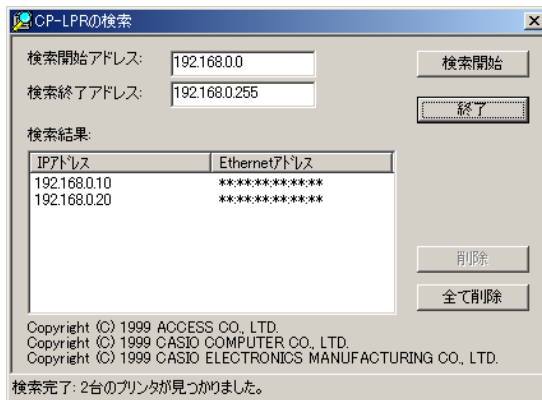 CP-LPRの検索
検索開始アドレス: 192.168.0.0 検索開始
検索終了アドレス: 192.168.0.255 終了
検索結果:
IPアドレス Ethernetアドレス
192.168.0.10 **:**:**:**:**:**
192.168.0.20 **:**:**:**:**:**
削除
全て削除
Copyright (C) 1999 ACCESS CO., LTD.
Copyright (C) 1999 CASIO COMPUTER CO., LTD.
Copyright (C) 1999 CASIO ELECTRONICS MANUFACTURING CO., LTD.
検索完了: 2台のプリンタが見つかりました。